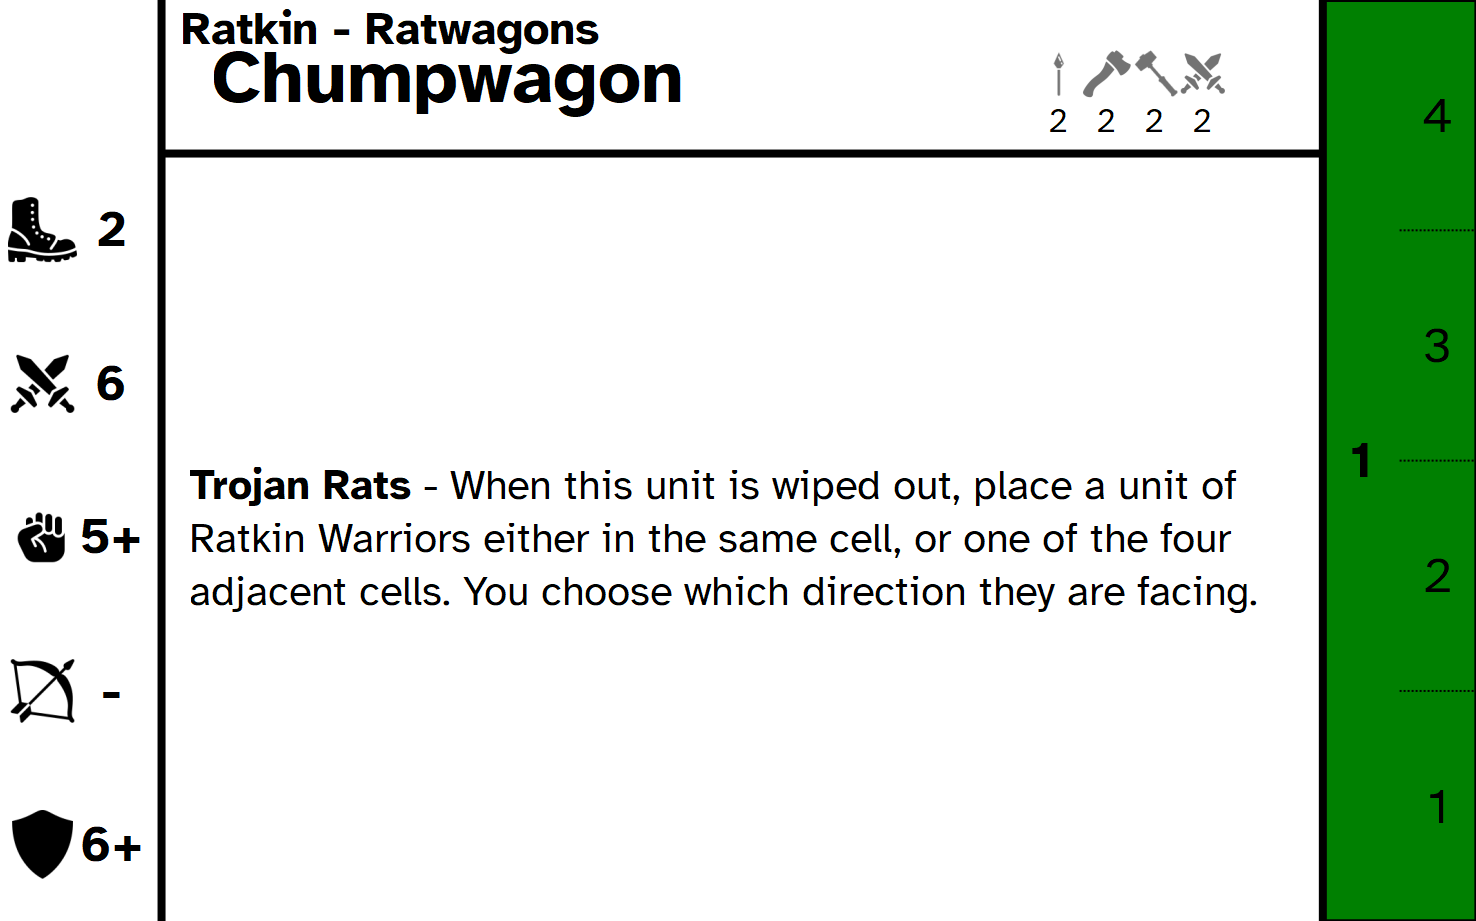 Ratkin - Ratwagons
Chumpwagon
2 2 2 2
2
6
5+
-
6+
Trojan Rats - When this unit is wiped out, place a unit of
Ratkin Warriors either in the same cell, or one of the four
adjacent cells. You choose which direction they are facing.
4
3
1
2
1